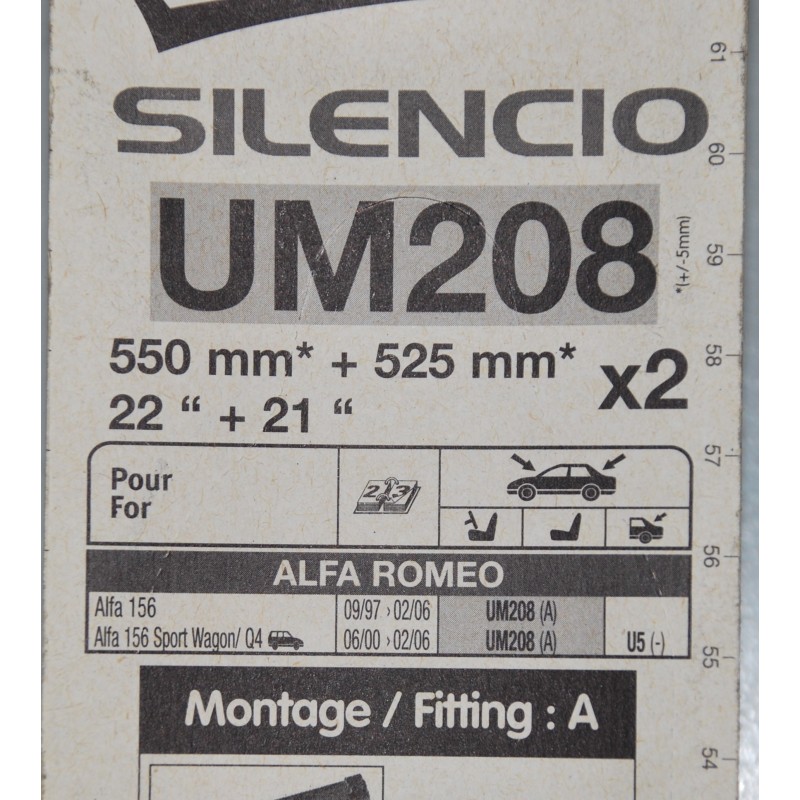 SILENCIO
UM208
*(+/-5mm)
550 mm* + 525 mm*
22 “ + 21 “
x2
Pour
For
2 3
ALFA ROMEO
Alfa 156 09/97 › 02/06 UM208 (A)
Alfa 156 Sport Wagon/ Q4 06/00 › 02/06 UM208 (A) U5 (-)
Montage / Fitting : A
61
60
59
58
57
56
55
54